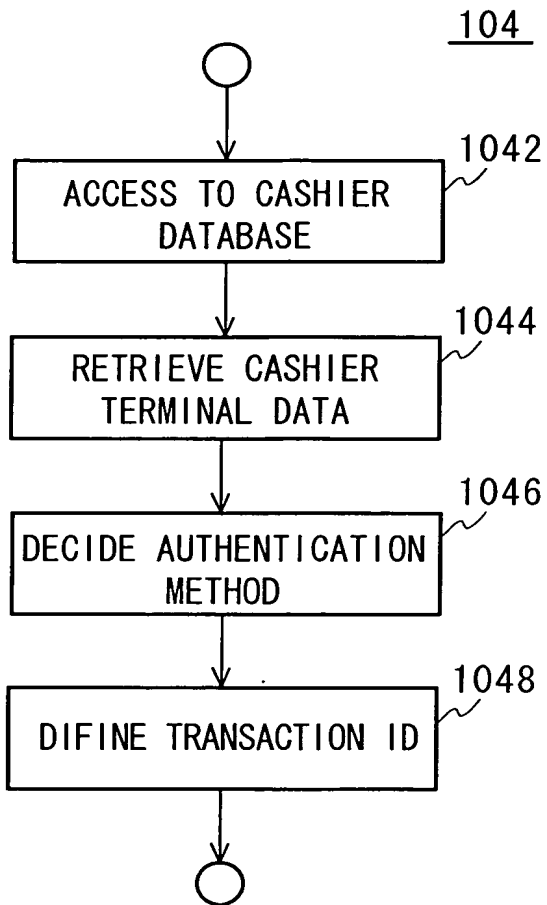 104
1042
ACCESS TO CASHIER
DATABASE
1044
RETRIEVE CASHIER
TERMINAL DATA
1046
DECIDE AUTHENTICATION
METHOD
1048
DIFINE TRANSACTION ID